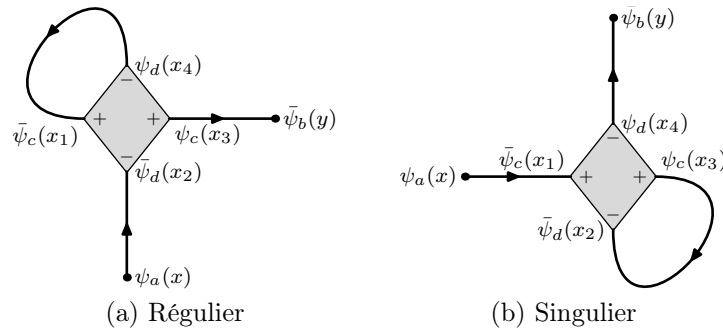 ψ̄_b(y)
ψ_d(x_4)
−
ψ̄_c(x_1) + + ψ_c(x_3) ψ̄_b(y)
−
ψ̄_d(x_2)
ψ_a(x)
(a) Régulier
ψ_d(x_4)
−
ψ_a(x) ψ̄_c(x_1) + + ψ_c(x_3)
−
ψ̄_d(x_2)
(b) Singulier